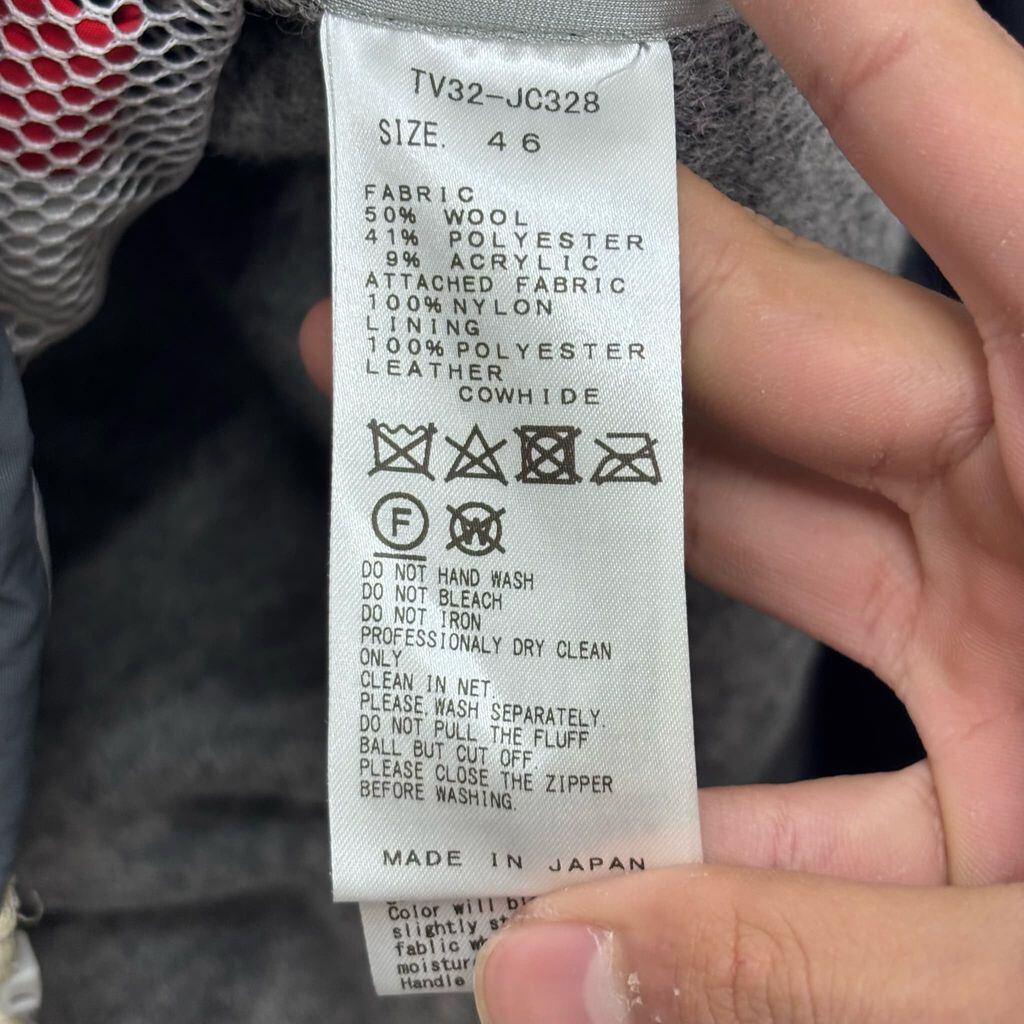 TV32-JC328
SIZE. 46
FABRIC
50% WOOL
41% POLYESTER
9% ACRYLIC
ATTACHED FABRIC
100% NYLON
LINING
100% POLYESTER
LEATHER
COWHIDE
F
W
DO NOT HAND WASH
DO NOT BLEACH
DO NOT IRON
PROFESSIONALY DRY CLEAN
ONLY
CLEAN IN NET.
PLEASE.WASH SEPARATELY.
DO NOT PULL THE FLUFF
BALL BUT CUT OFF.
PLEASE CLOSE THE ZIPPER
BEFORE WASHING.
MADE IN JAPAN
Color will
slightly
fablic
Handle